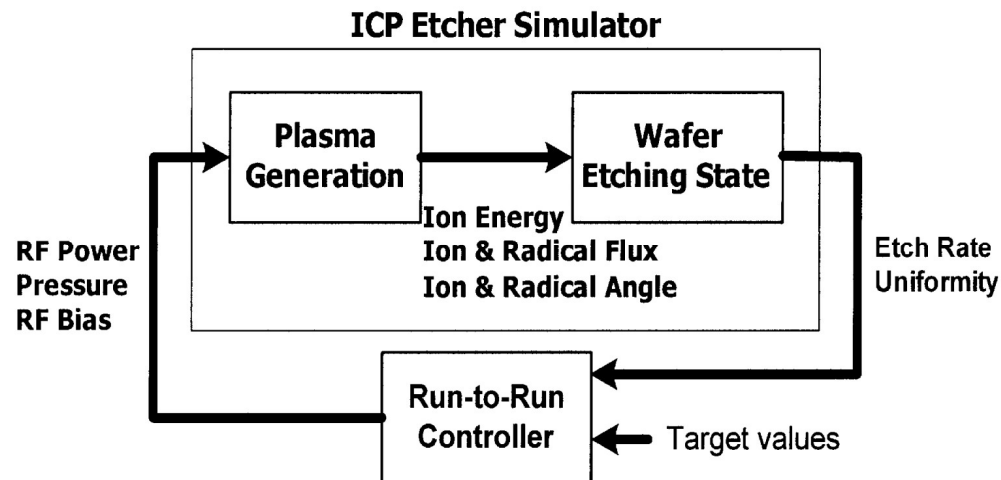 ICP Etcher Simulator
Plasma
Generation
Wafer
Etching State
Ion Energy
Ion & Radical Flux
Ion & Radical Angle
RF Power
Pressure
RF Bias
Etch Rate
Uniformity
Run-to-Run
Controller
Target values